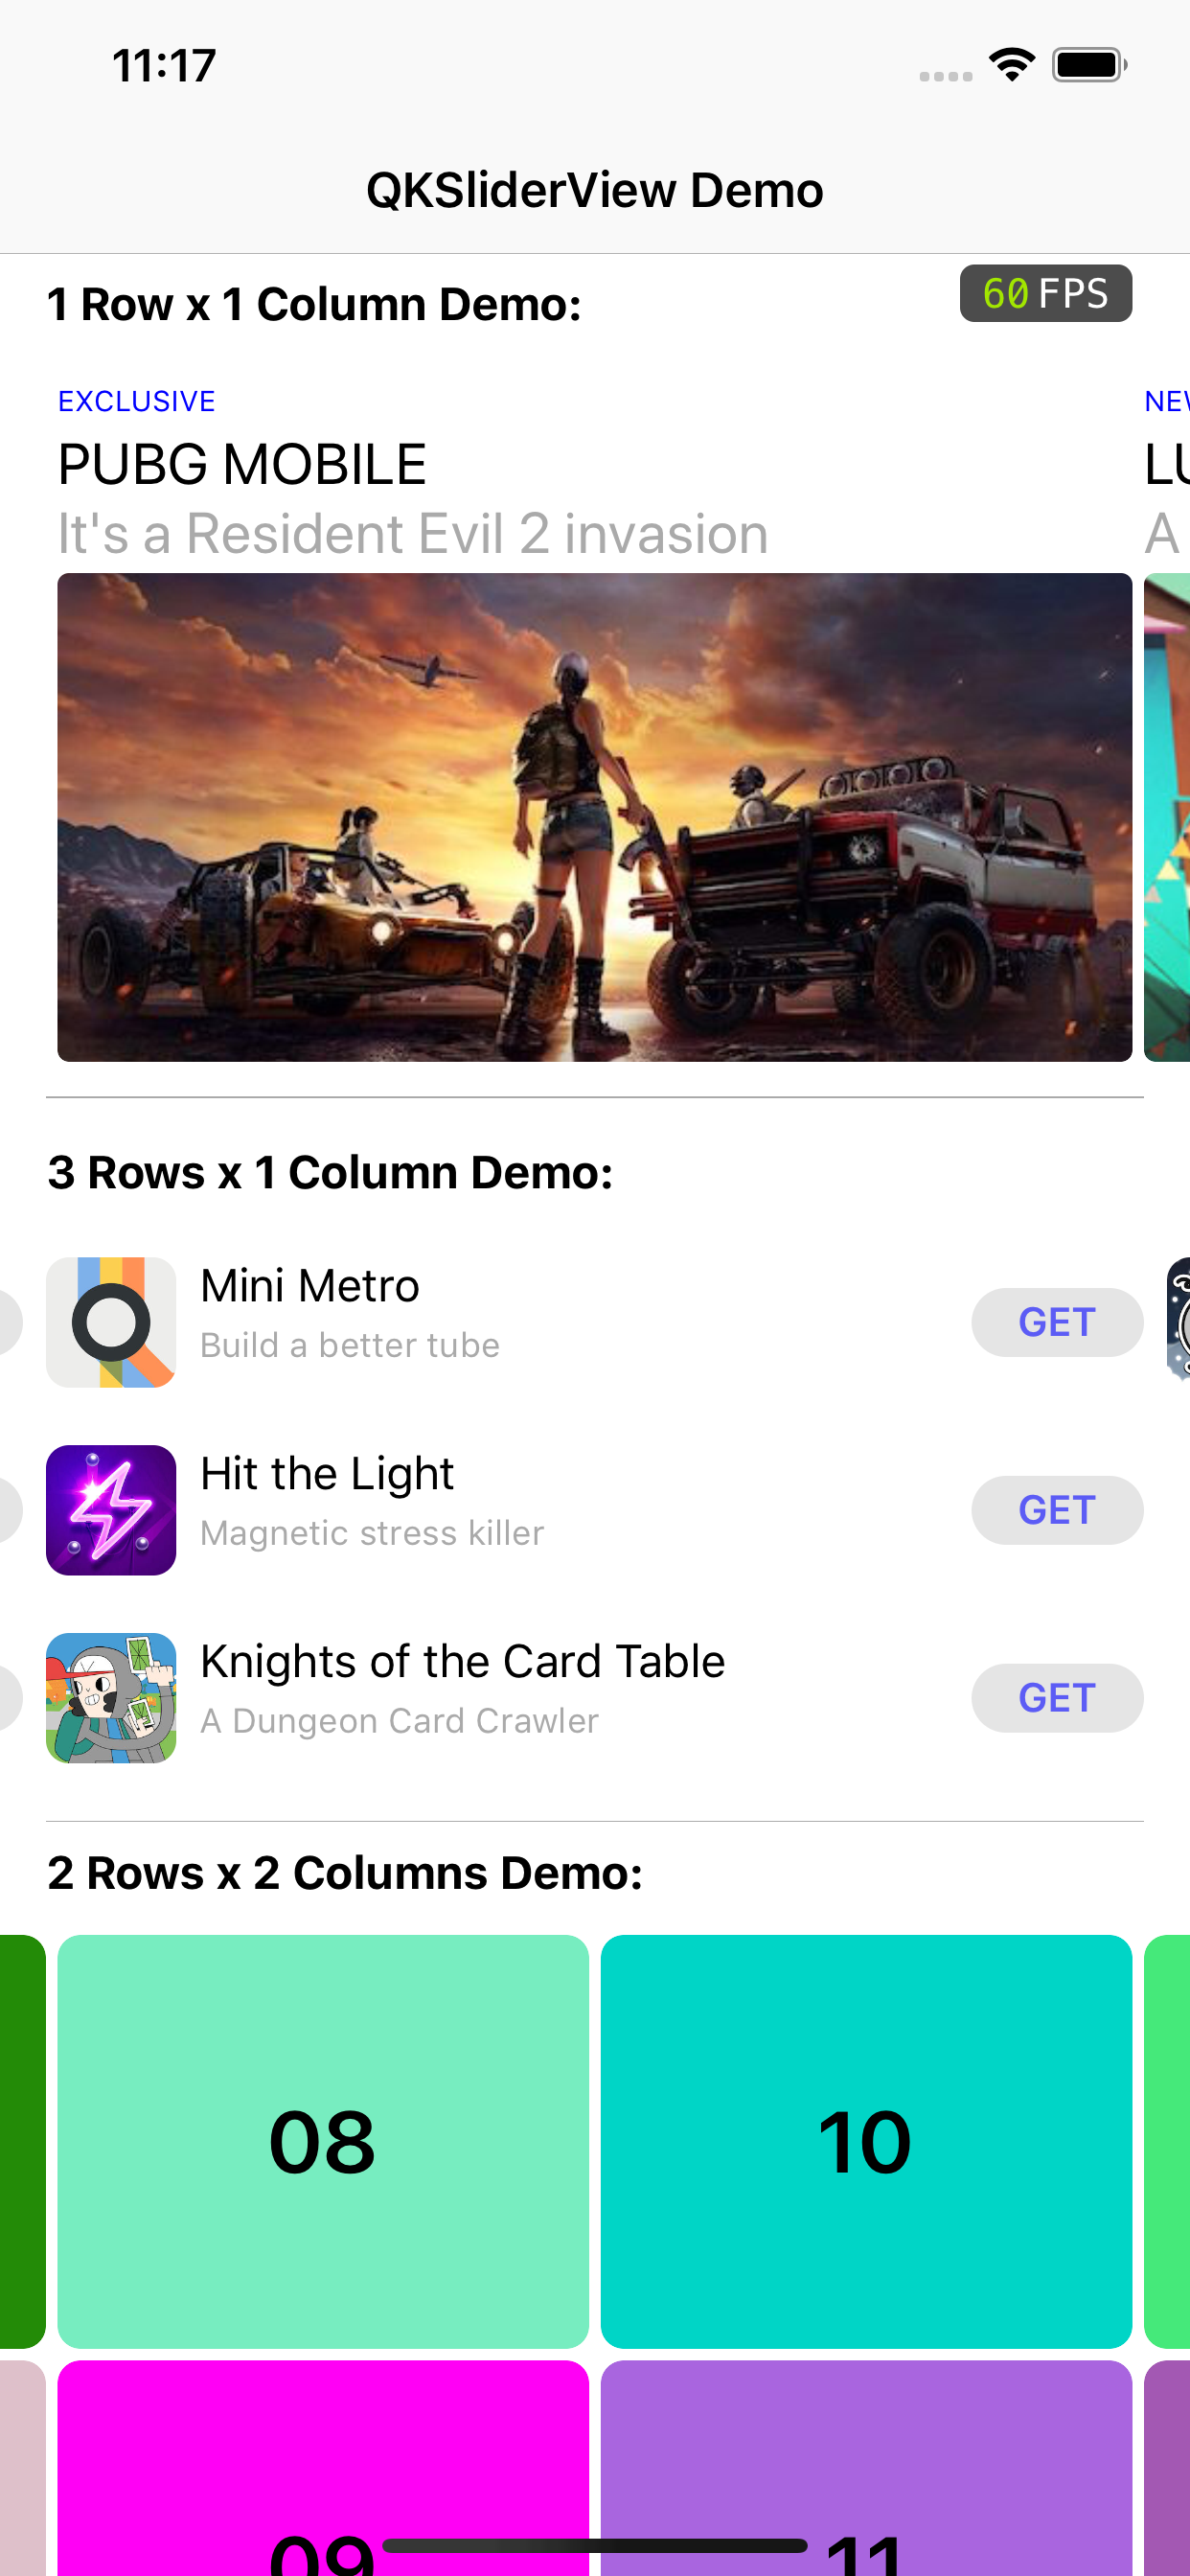 11:17
QKSliderView Demo
1 Row x 1 Column Demo:
60 FPS
EXCLUSIVE
PUBG MOBILE
It's a Resident Evil 2 invasion
LU
A
3 Rows x 1 Column Demo:
Mini Metro
Build a better tube
GET
Hit the Light
Magnetic stress killer
GET
Knights of the Card Table
A Dungeon Card Crawler
GET
2 Rows x 2 Columns Demo:
08
10
09
11